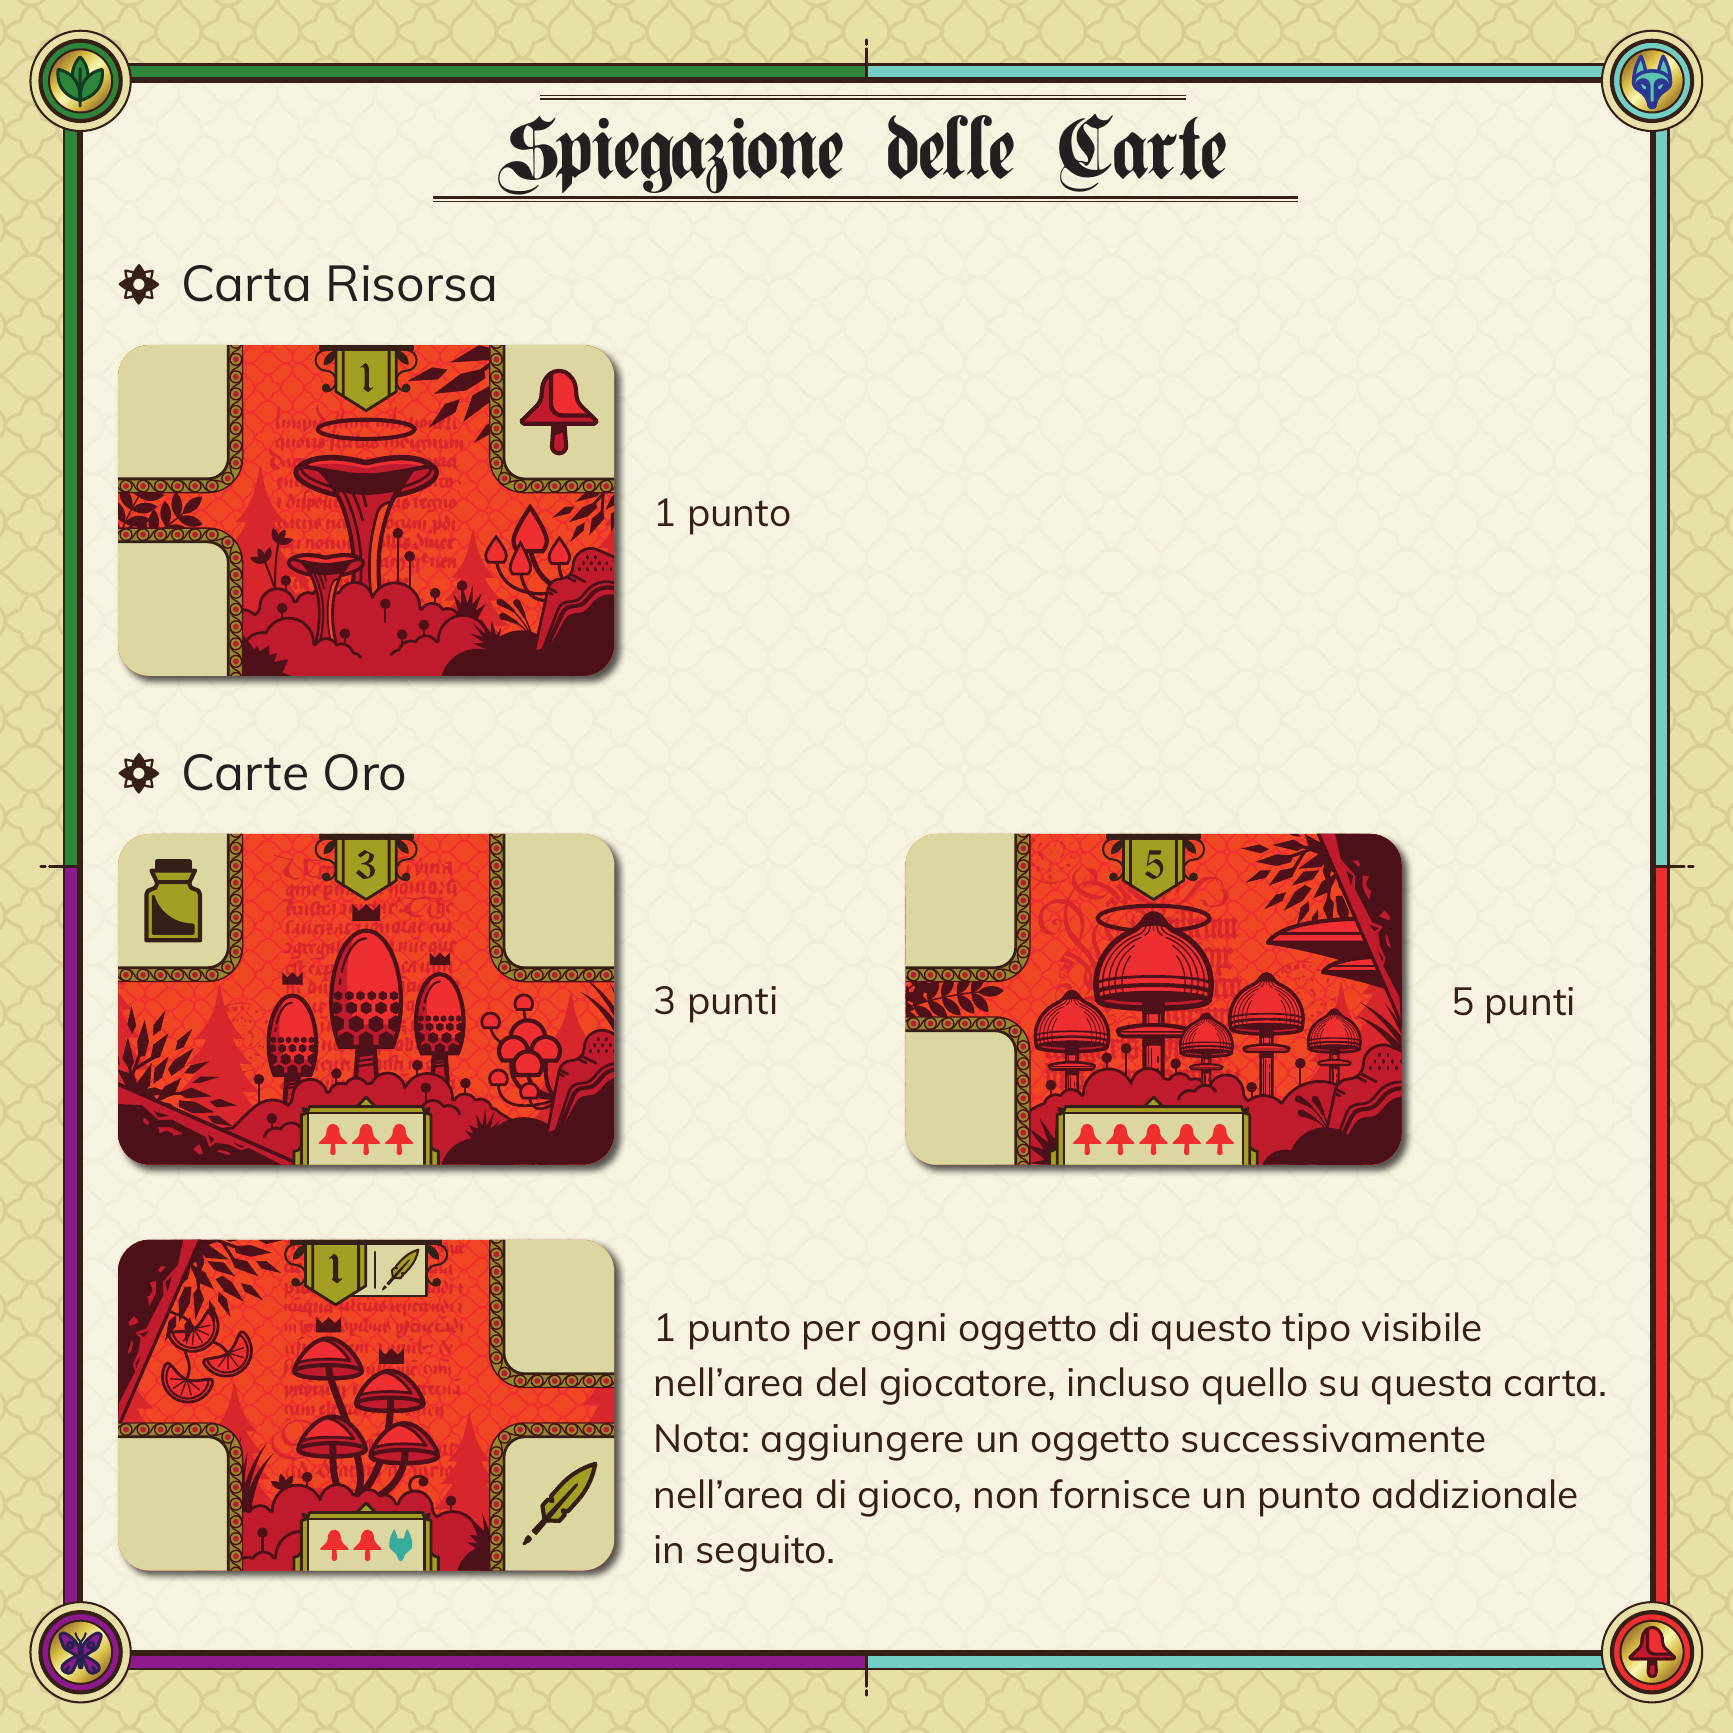 Spiegazione delle Carte
Carta Risorsa
1
1 punto
Carte Oro
3
3 punti
5
5 punti
1
1 punto per ogni oggetto di questo tipo visibile
nell’area del giocatore, incluso quello su questa carta.
Nota: aggiungere un oggetto successivamente
nell’area di gioco, non fornisce un punto addizionale
in seguito.